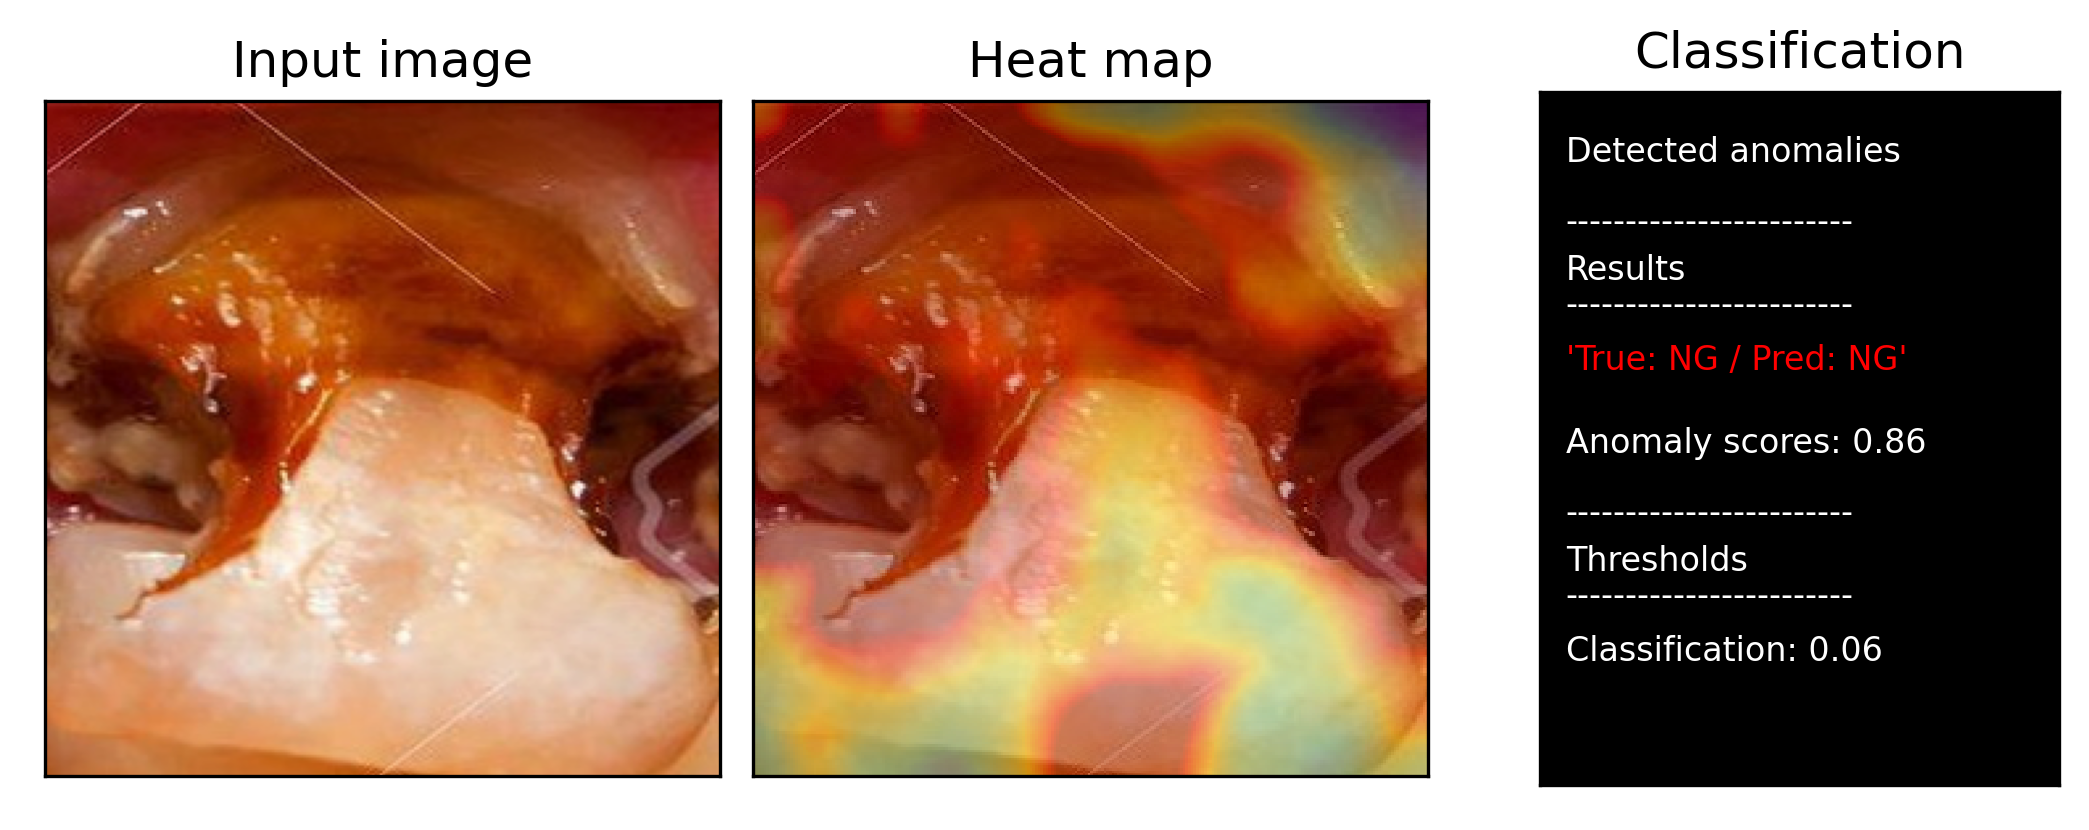 Input image
Heat map
Classification
Detected anomalies
------------------------
Results
------------------------
'True: NG / Pred: NG'
Anomaly scores: 0.86
------------------------
Thresholds
------------------------
Classification: 0.06